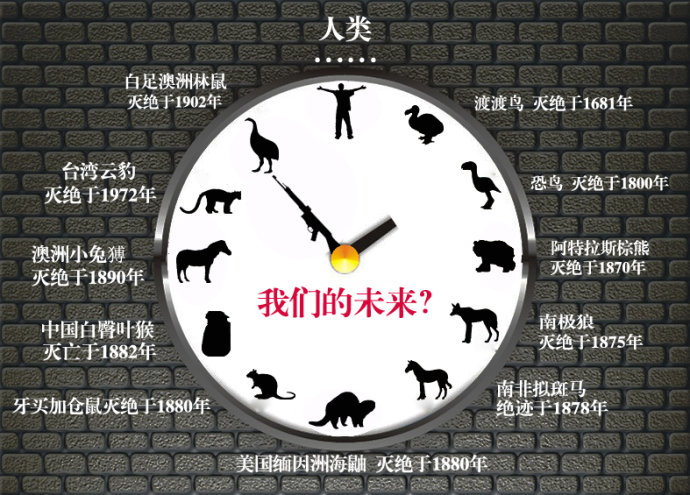 人类
······
白足澳洲林鼠
灭绝于1902年
渡渡鸟 灭绝于1681年
台湾云豹
灭绝于1972年
恐鸟 灭绝于1800年
澳洲小兔
灭绝于1890年
阿特拉斯棕熊
灭绝于1870年
我们的未来?
中国白臀叶猴
灭亡于1882年
南极狼
灭绝于1875年
牙买加仓鼠灭绝于1880年
南非拟斑马
绝迹于1878年
美国缅因洲海鼬 灭绝于1880年